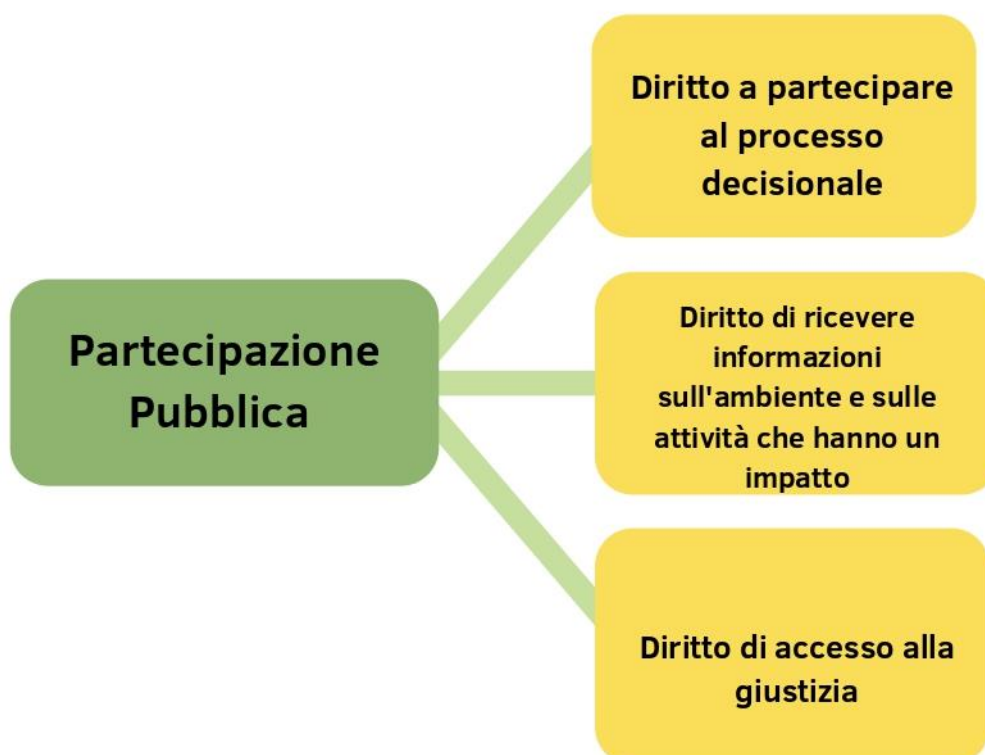 Partecipazione
Pubblica
Diritto a partecipare
al processo
decisionale
Diritto di ricevere
informazioni
sull'ambiente e sulle
attività che hanno un
impatto
Diritto di accesso alla
giustizia